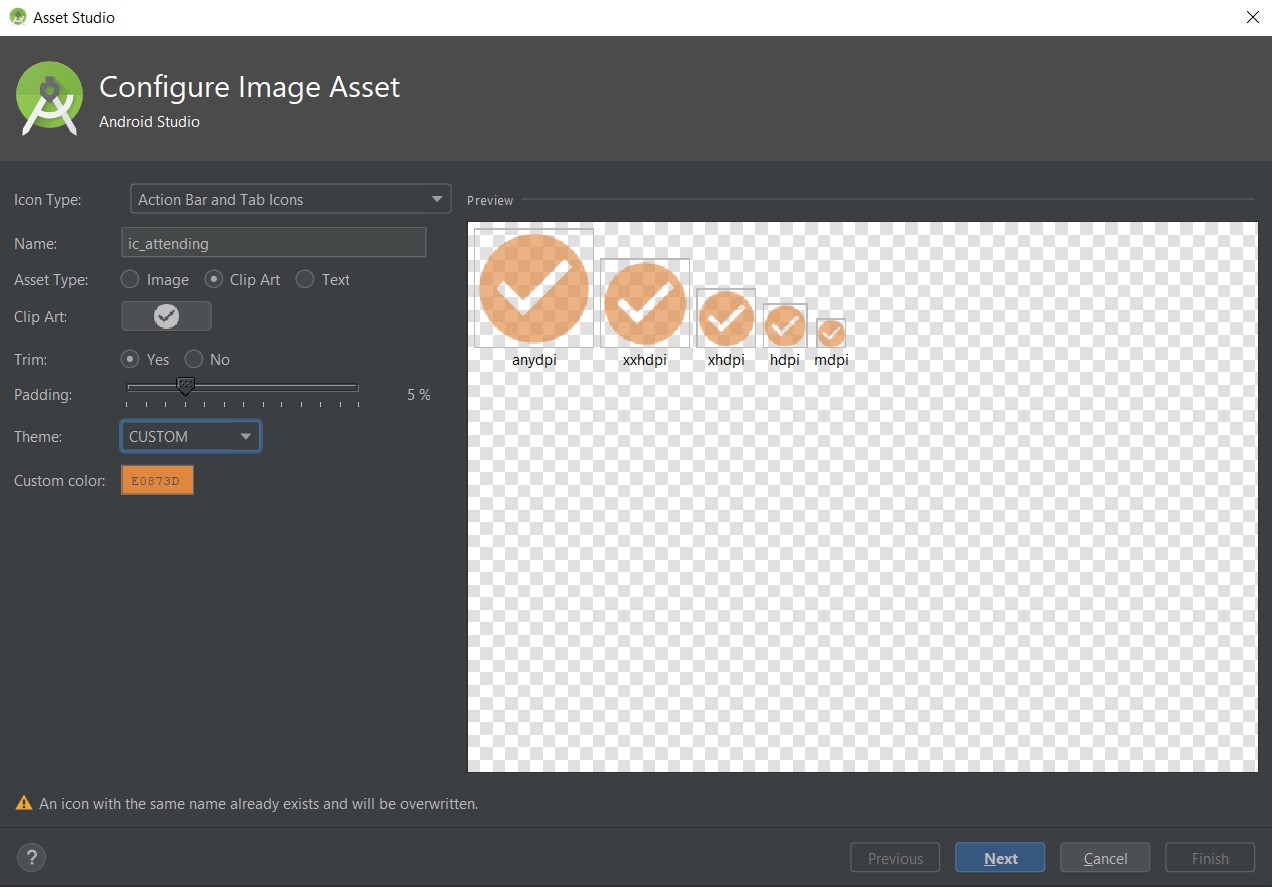 Asset Studio
Configure Image Asset
Android Studio
Icon Type: Action Bar and Tab Icons
Name: ic_attending
Asset Type: Image Clip Art Text
Clip Art:
Trim: Yes No
Padding: 5 %
Theme: CUSTOM
Custom color: E0873D
Preview
anydpi xxhdpi xhdpi hdpi mdpi
An icon with the same name already exists and will be overwritten.
? Previous Next Cancel Finish